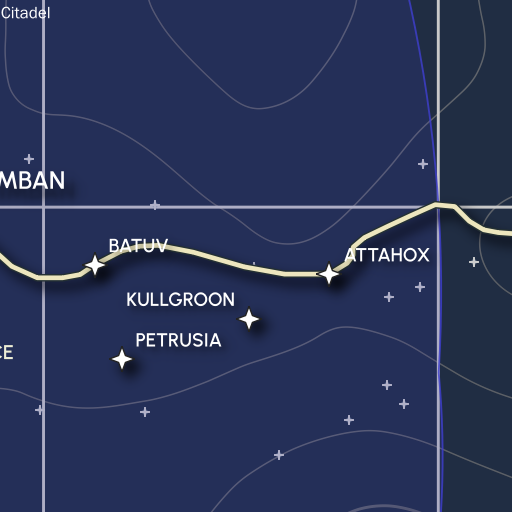 Citadel
MBAN
BATUV
ATTAHOX
KULLGROON
PETRUSIA
CE